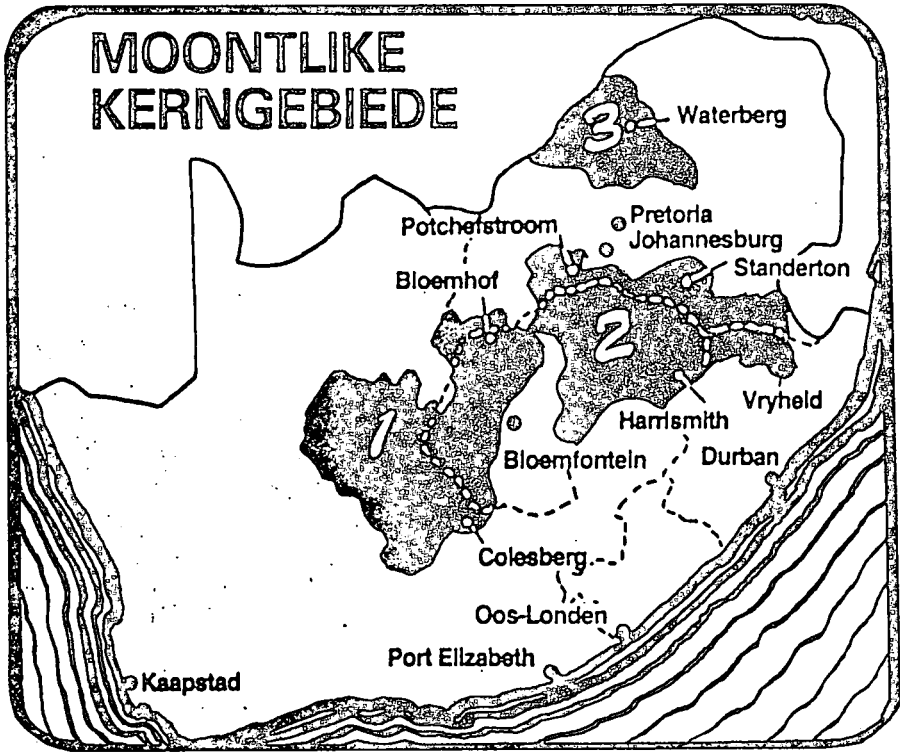 MOONTLIKE
KERNGEBIEDE
3
Waterberg
Potchefstroom
Pretoria
Johannesburg
Bloemhof
Standerton
2
1
Vryheid
Harrismith
Bloemfontein
Durban
Colesberg
Oos-Londen
Port Elizabeth
Kaapstad